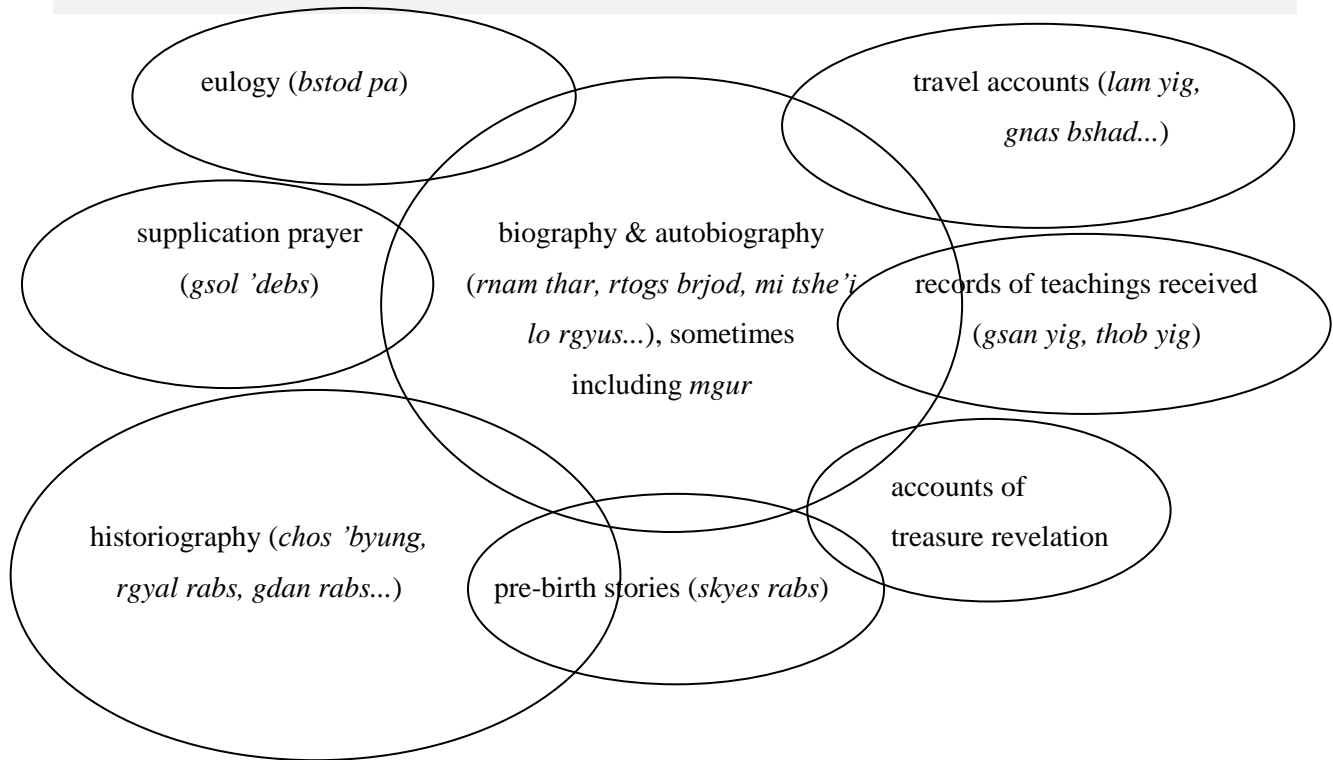 eulogy (bstod pa)
travel accounts (lam yig,
gnas bshad...)
supplication prayer
(gsol ’debs)
biography & autobiography
(rnam thar, rtogs brjod, mi tshe’i
lo rgyus...), sometimes
including mgur
records of teachings received
(gsan yig, thob yig)
accounts of
treasure revelation
historiography (chos ’byung,
rgyal rabs, gdan rabs...)
pre-birth stories (skyes rabs)